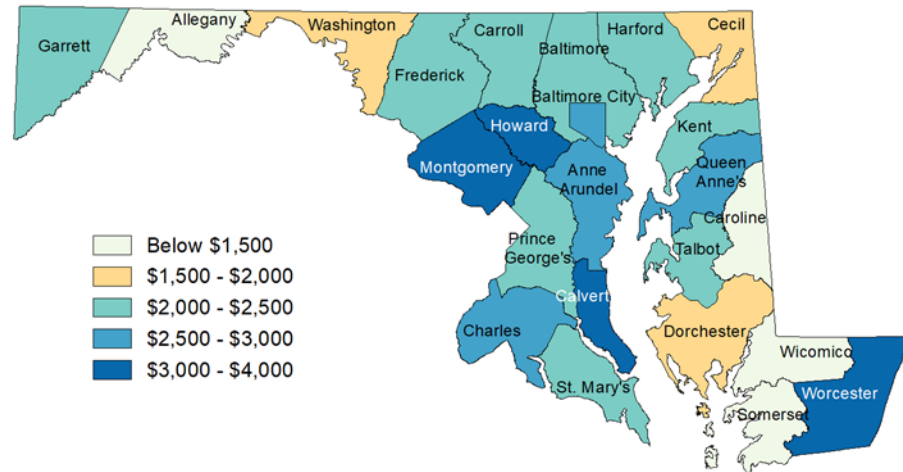 Allegany
Washington
Carroll
Harford
Cecil
Garrett
Baltimore
Frederick
Baltimore City
Howard
Kent
Montgomery
Anne
Arundel
Queen
Anne's
Caroline
Prince
George's
Talbot
Calvert
Charles
Dorchester
St. Mary's
Wicomico
Worcester
Somerset
Below $1,500
$1,500 - $2,000
$2,000 - $2,500
$2,500 - $3,000
$3,000 - $4,000